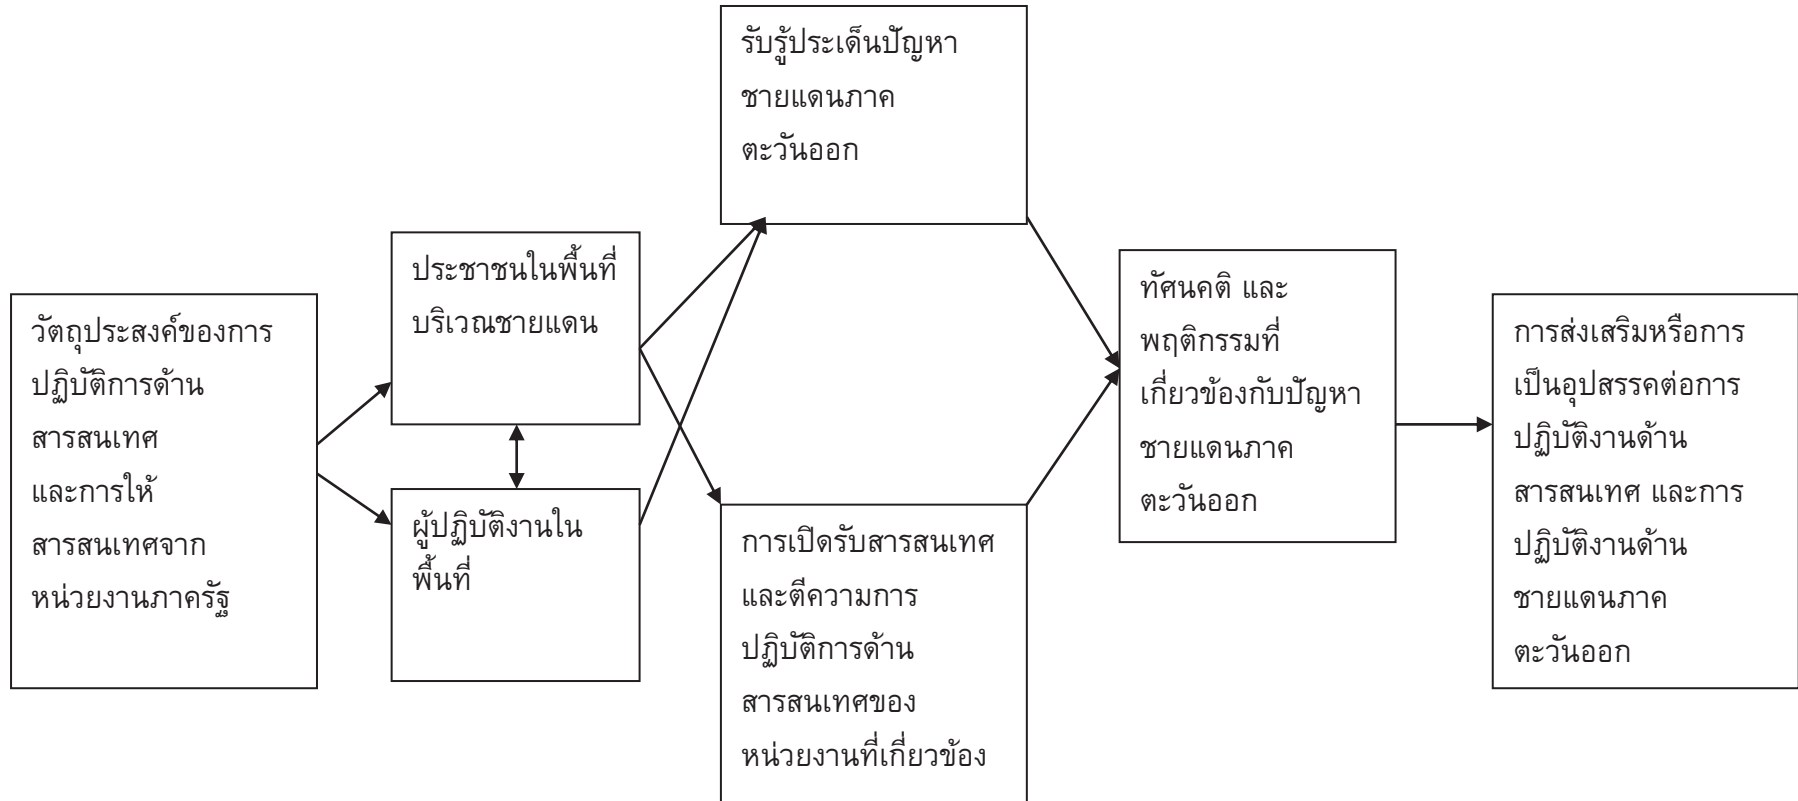 วัตถุประสงค์ของการ
ปฏิบัติการด้าน
สารสนเทศ
และการให้
สารสนเทศจาก
หน่วยงานภาครัฐ
ประชาชนในพื้นที่
บริเวณชายแดน
ผู้ปฏิบัติงานใน
พื้นที่
รับรู้ประเด็นปัญหา
ชายแดนภาค
ตะวันออก
การเปิดรับสารสนเทศ
และตีความการ
ปฏิบัติการด้าน
สารสนเทศของ
หน่วยงานที่เกี่ยวข้อง
ทัศนคติ และ
พฤติกรรมที่
เกี่ยวข้องกับปัญหา
ชายแดนภาค
ตะวันออก
การส่งเสริมหรือการ
เป็นอุปสรรคต่อการ
ปฏิบัติงานด้าน
สารสนเทศ และการ
ปฏิบัติงานด้าน
ชายแดนภาค
ตะวันออก